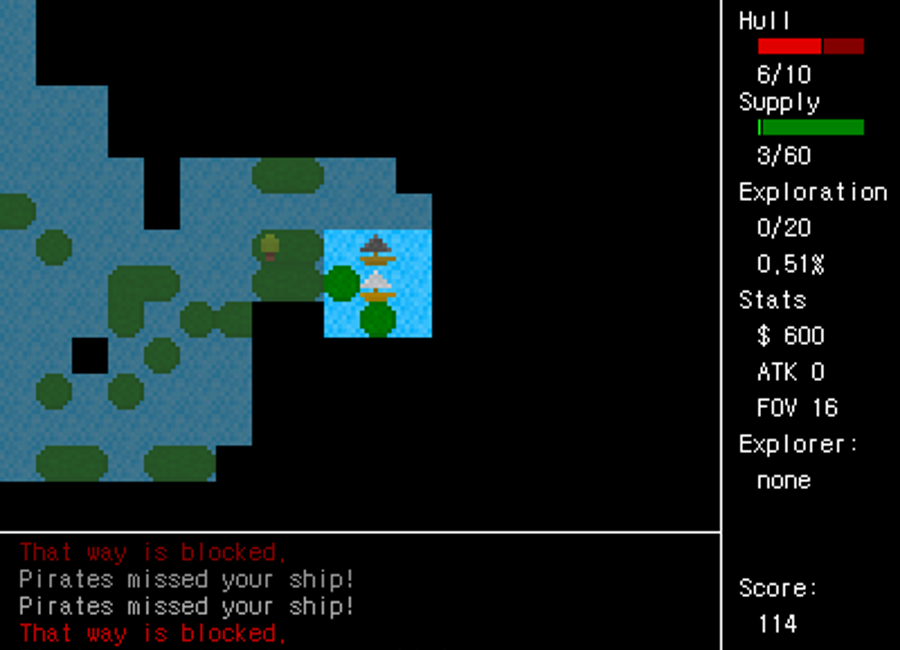 Hull
6/10
Supply
3/60
Exploration
0/20
0.51%
Stats
$ 600
ATK 0
FOV 16
Explorer:
none
Score:
114
That way is blocked.
Pirates missed your ship!
Pirates missed your ship!
That way is blocked.